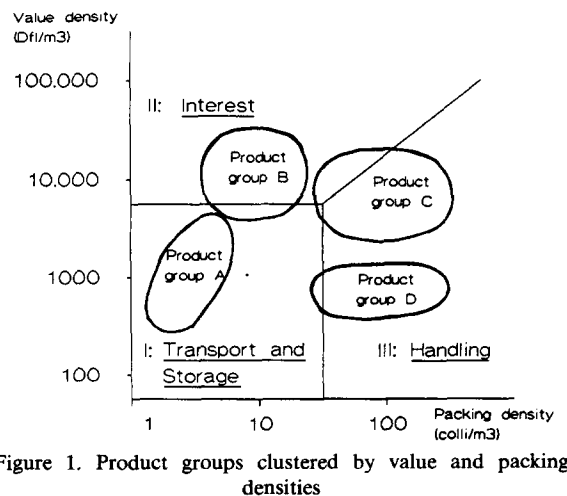 Value density
(Dfl/m3)
100.000
II: Interest
Product
group B
10.000
Product
group C
Product
group A
1000
Product
group D
I: Transport and
Storage
III: Handling
100
1
10
100
Packing density
(colli/m3)
Figure 1. Product groups clustered by value and packing
densities